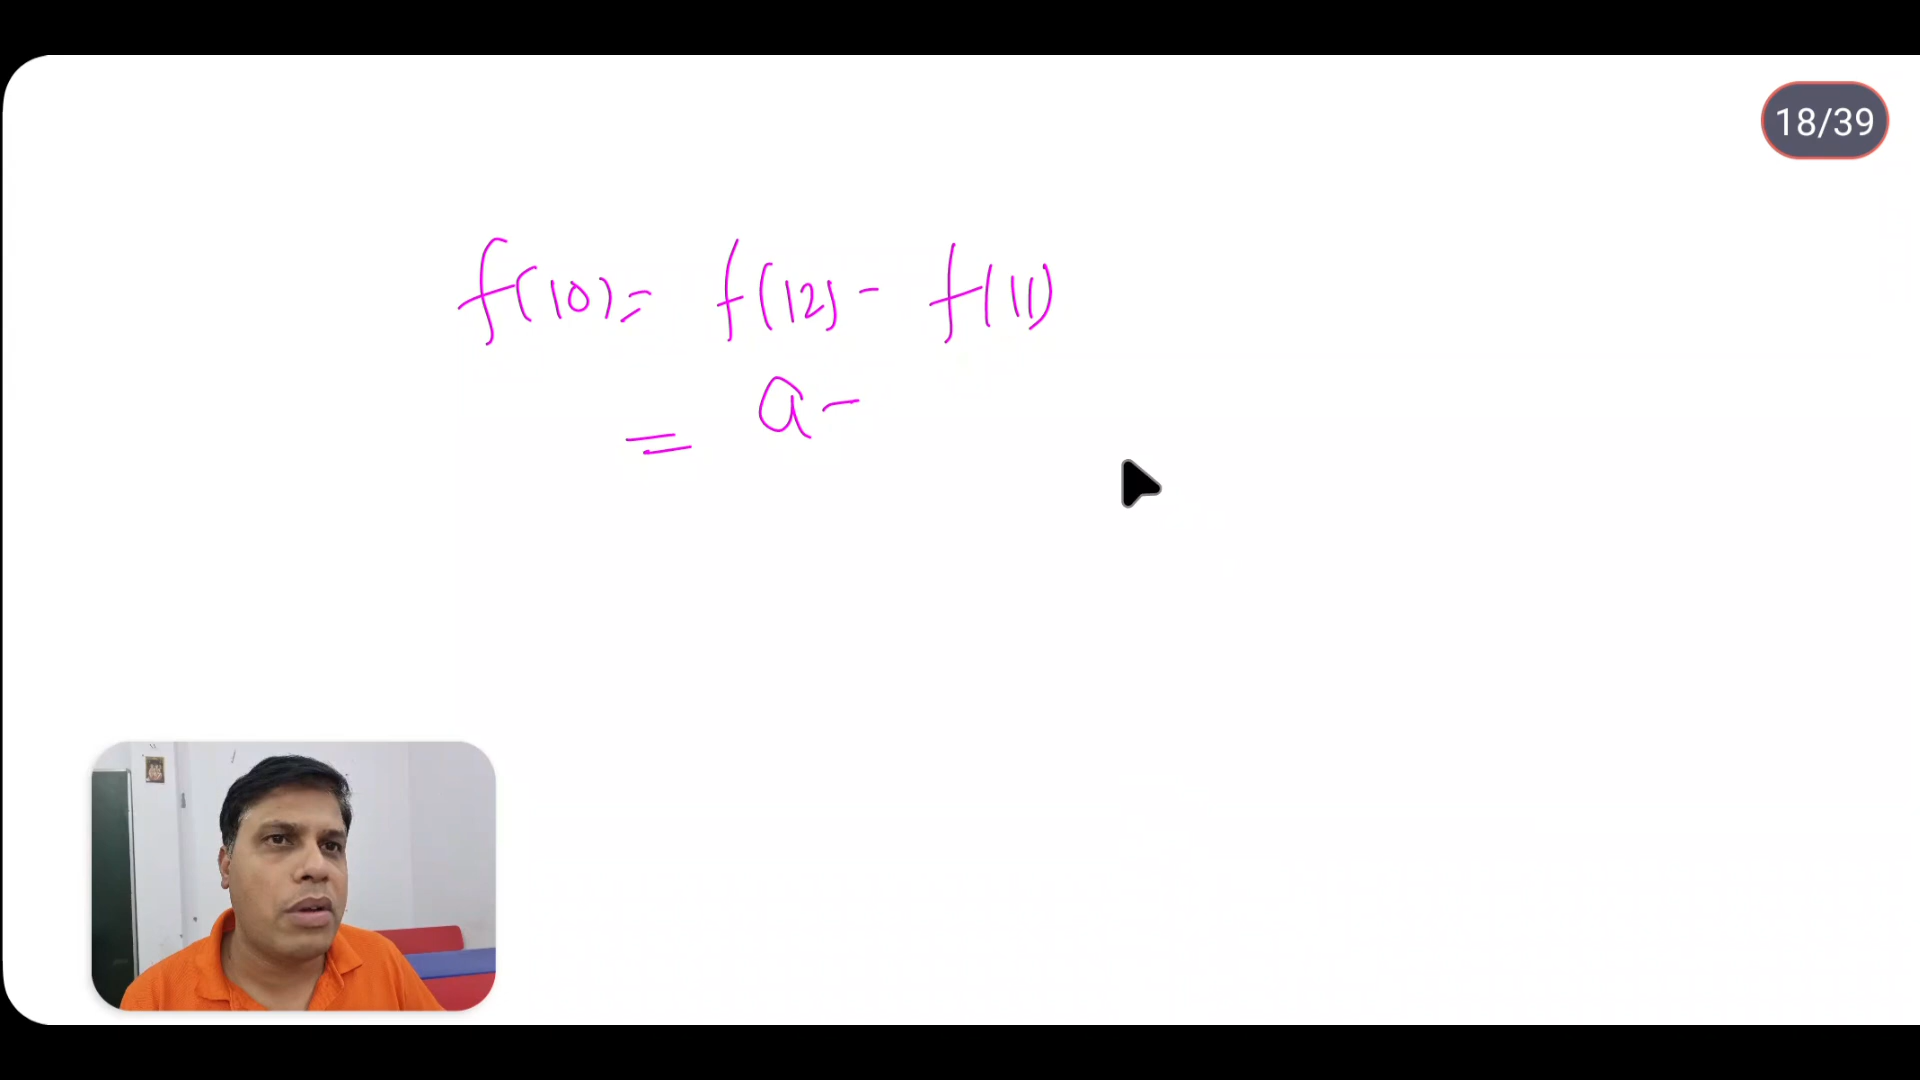 18/39
f(10) = f(12) - f(11)
= a -